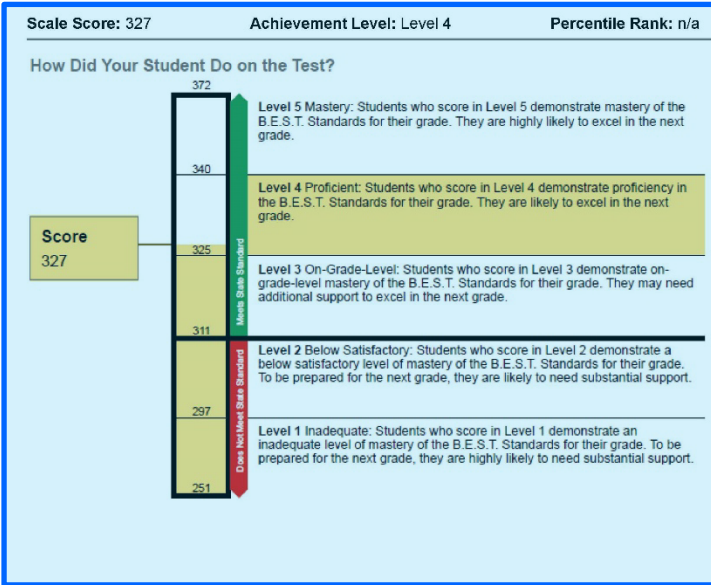 Scale Score: 327 Achievement Level: Level 4 Percentile Rank: n/a
How Did Your Student Do on the Test?
372
Level 5 Mastery: Students who score in Level 5 demonstrate mastery of the
B.E.S.T. Standards for their grade. They are highly likely to excel in the next
grade.
340
Level 4 Proficient: Students who score in Level 4 demonstrate proficiency in
the B.E.S.T. Standards for their grade. They are likely to excel in the next
grade.
Score
327
325
Meets State Standard
Level 3 On-Grade-Level: Students who score in Level 3 demonstrate on-
grade-level mastery of the B.E.S.T. Standards for their grade. They may need
additional support to excel in the next grade.
311
Level 2 Below Satisfactory: Students who score in Level 2 demonstrate a
below satisfactory level of mastery of the B.E.S.T. Standards for their grade.
To be prepared for the next grade, they are likely to need substantial support.
Does Not Meet State Standard
297
Level 1 Inadequate: Students who score in Level 1 demonstrate an
inadequate level of mastery of the B.E.S.T. Standards for their grade. To be
prepared for the next grade, they are highly likely to need substantial support.
251